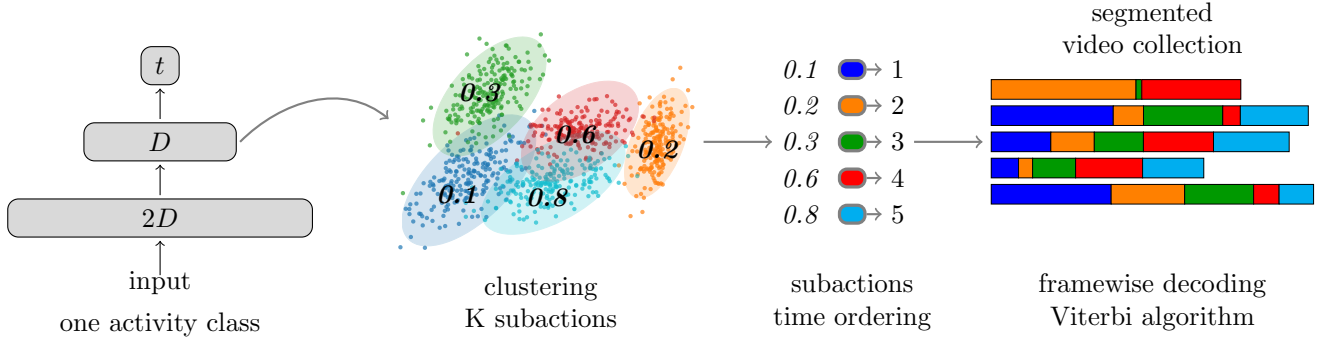 t
D
2D
input
one activity class
0.3
0.6
0.2
0.1
0.8
clustering
K subactions
0.1 1
0.2 2
0.3 3
0.6 4
0.8 5
subactions
time ordering
segmented
video collection
framewise decoding
Viterbi algorithm